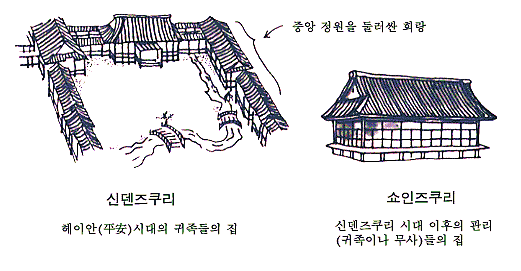 중앙 정원을 둘러싼 회랑
신덴즈쿠리
헤이안(平安)시대의 귀족들의 집
쇼인즈쿠리
신덴즈쿠리 시대 이후의 관리
(귀족이나 무사)들의 집